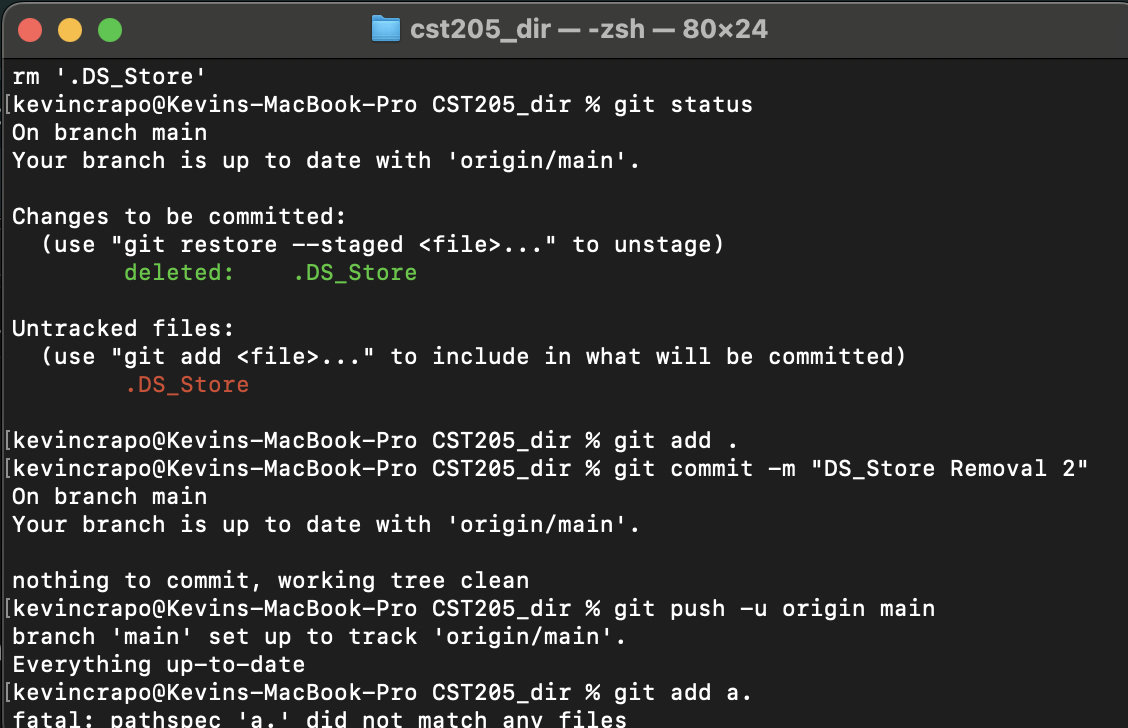 cst205_dir — -zsh — 80×24
rm '.DS_Store'
[kevincrapo@Kevins-MacBook-Pro CST205_dir % git status
On branch main
Your branch is up to date with 'origin/main'.
Changes to be committed:
  (use "git restore --staged <file>..." to unstage)
        deleted:    .DS_Store
Untracked files:
  (use "git add <file>..." to include in what will be committed)
        .DS_Store
[kevincrapo@Kevins-MacBook-Pro CST205_dir % git add .
[kevincrapo@Kevins-MacBook-Pro CST205_dir % git commit -m "DS_Store Removal 2"
On branch main
Your branch is up to date with 'origin/main'.
nothing to commit, working tree clean
[kevincrapo@Kevins-MacBook-Pro CST205_dir % git push -u origin main
branch 'main' set up to track 'origin/main'.
Everything up-to-date
[kevincrapo@Kevins-MacBook-Pro CST205_dir % git add a.
fatal: pathspec 'a.' did not match any files